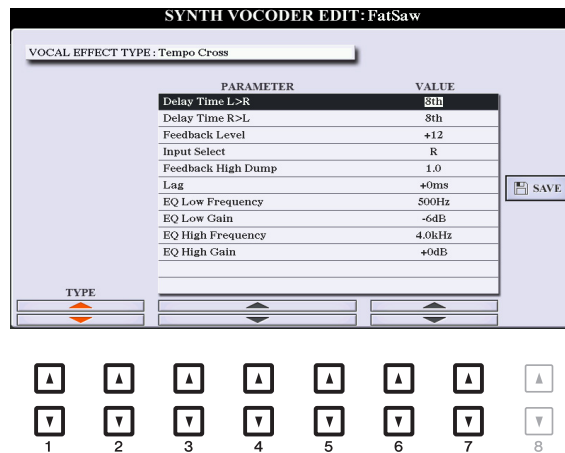 SYNTH VOCODER EDIT: FatSaw
VOCAL EFFECT TYPE : Tempo Cross
PARAMETER VALUE
Delay Time L>R 8th
Delay Time R>L 8th
Feedback Level +12
Input Select R
Feedback High Dump 1.0
Lag +0ms
EQ Low Frequency 500Hz
EQ Low Gain -6dB
EQ High Frequency 4.0kHz
EQ High Gain +0dB
SAVE
TYPE
1 2 3 4 5 6 7 8